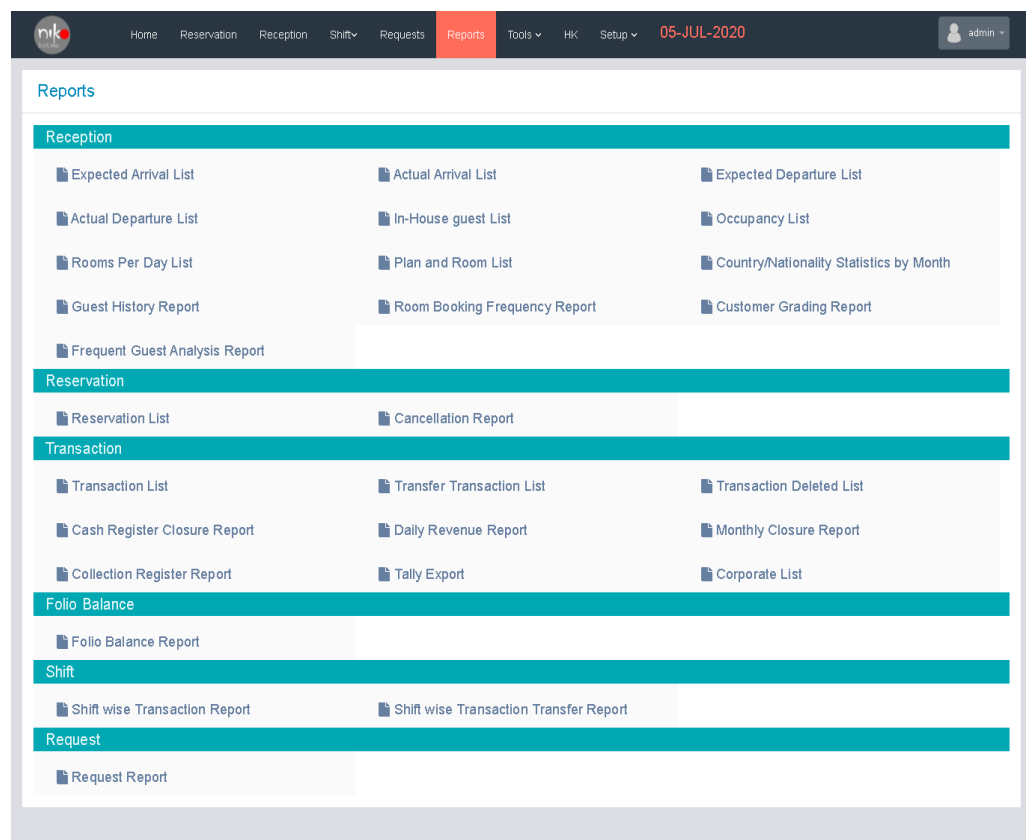 niko
Home Reservation Reception Shift Requests Reports Tools HK Setup 05-JUL-2020 admin
Reports
Reception
Expected Arrival List Actual Arrival List Expected Departure List
Actual Departure List In-House guest List Occupancy List
Rooms Per Day List Plan and Room List Country/Nationality Statistics by Month
Guest History Report Room Booking Frequency Report Customer Grading Report
Frequent Guest Analysis Report
Reservation
Reservation List Cancellation Report
Transaction
Transaction List Transfer Transaction List Transaction Deleted List
Cash Register Closure Report Daily Revenue Report Monthly Closure Report
Collection Register Report Tally Export Corporate List
Folio Balance
Folio Balance Report
Shift
Shift wise Transaction Report Shift wise Transaction Transfer Report
Request
Request Report